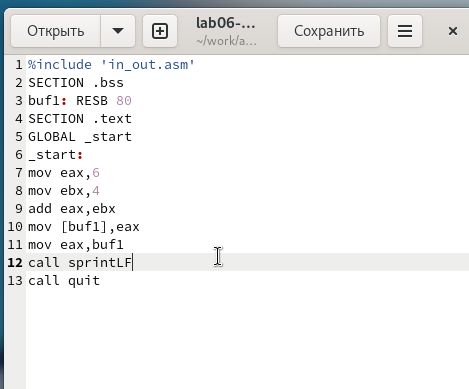 Открыть
lab06-...
~/work/a...
Сохранить
1 %include 'in_out.asm'
2 SECTION .bss
3 buf1: RESB 80
4 SECTION .text
5 GLOBAL _start
6 _start:
7 mov eax,6
8 mov ebx,4
9 add eax,ebx
10 mov [buf1],eax
11 mov eax,buf1
12 call sprintLF
13 call quit